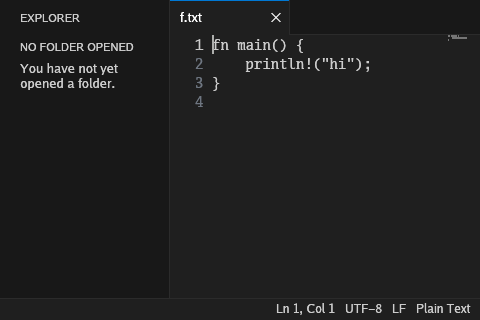 EXPLORER
NO FOLDER OPENED
You have not yet
opened a folder.
f.txt
1 fn main() {
2     println!("hi");
3 }
4
Ln 1, Col 1 UTF-8 LF Plain Text